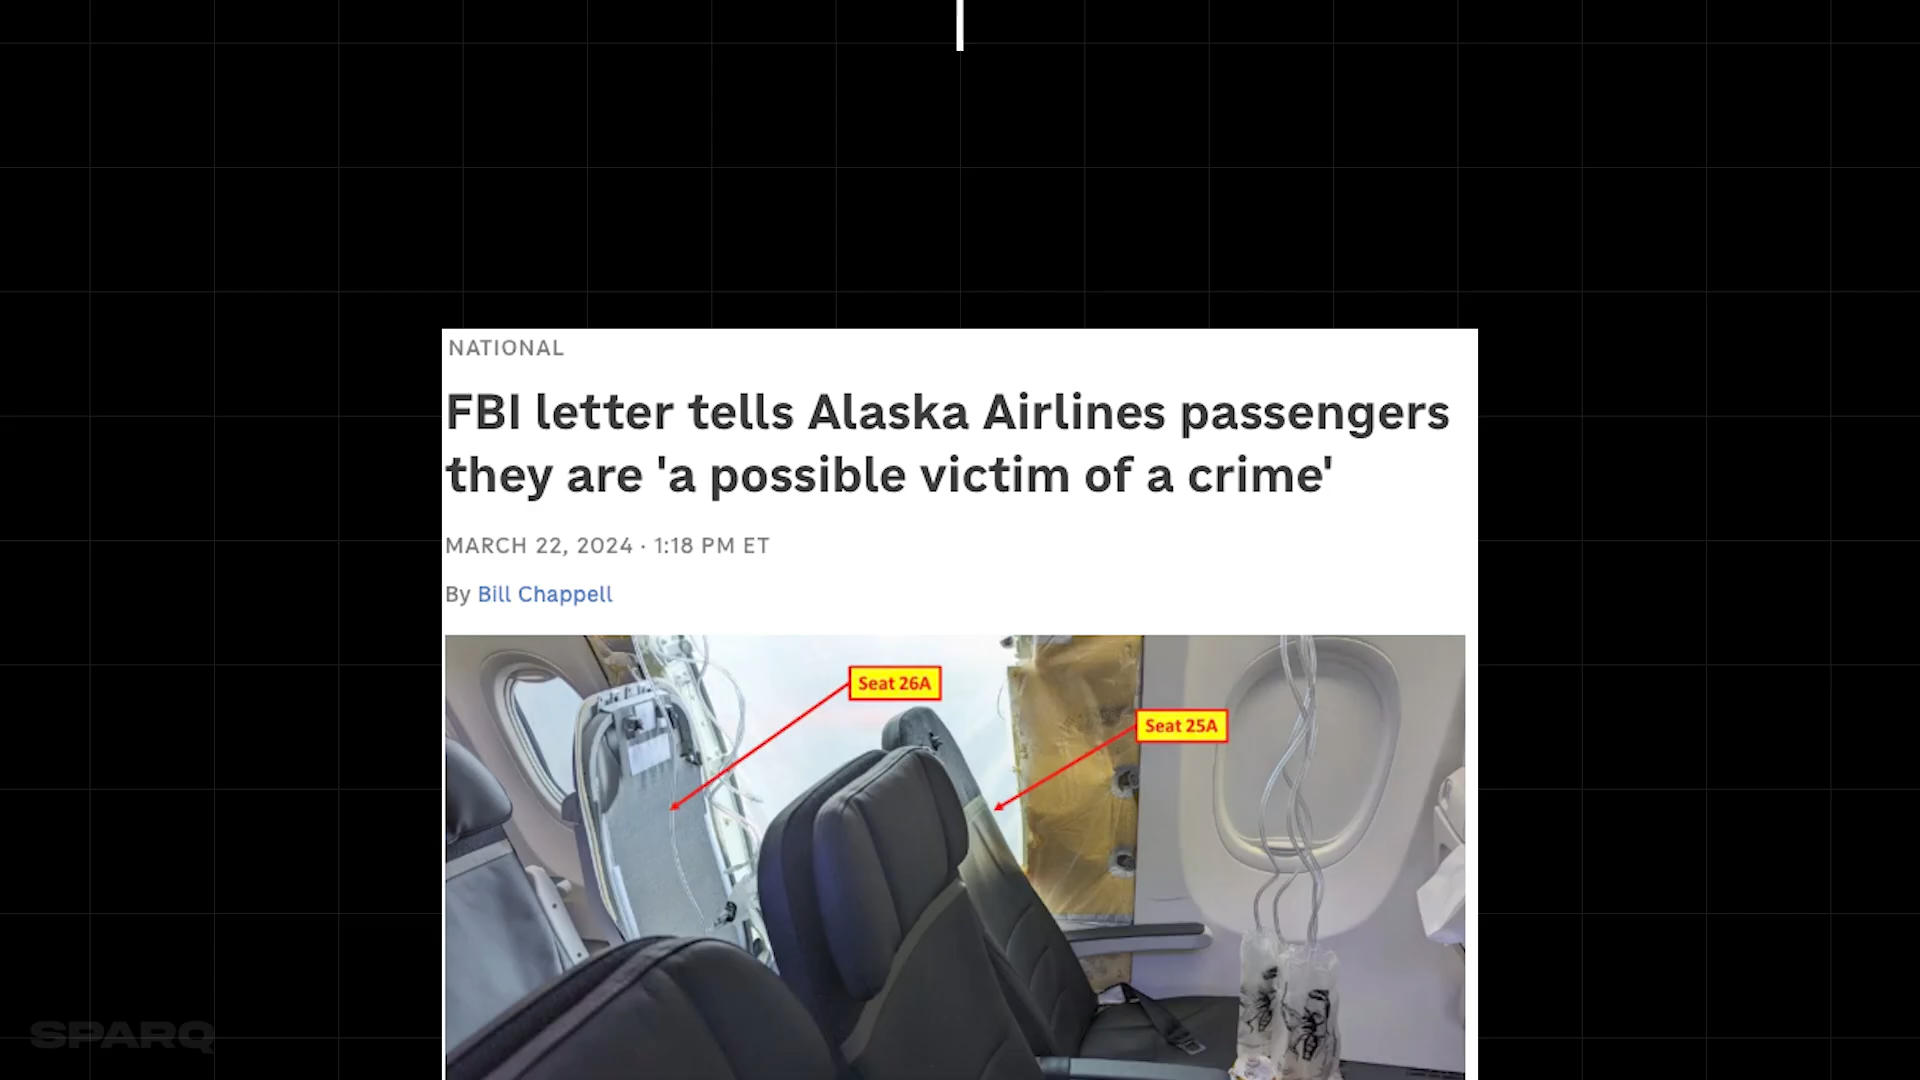 NATIONAL
FBI letter tells Alaska Airlines passengers
they are 'a possible victim of a crime'
MARCH 22, 2024 · 1:18 PM ET
By Bill Chappell
Seat 26A
Seat 25A
SPARQ